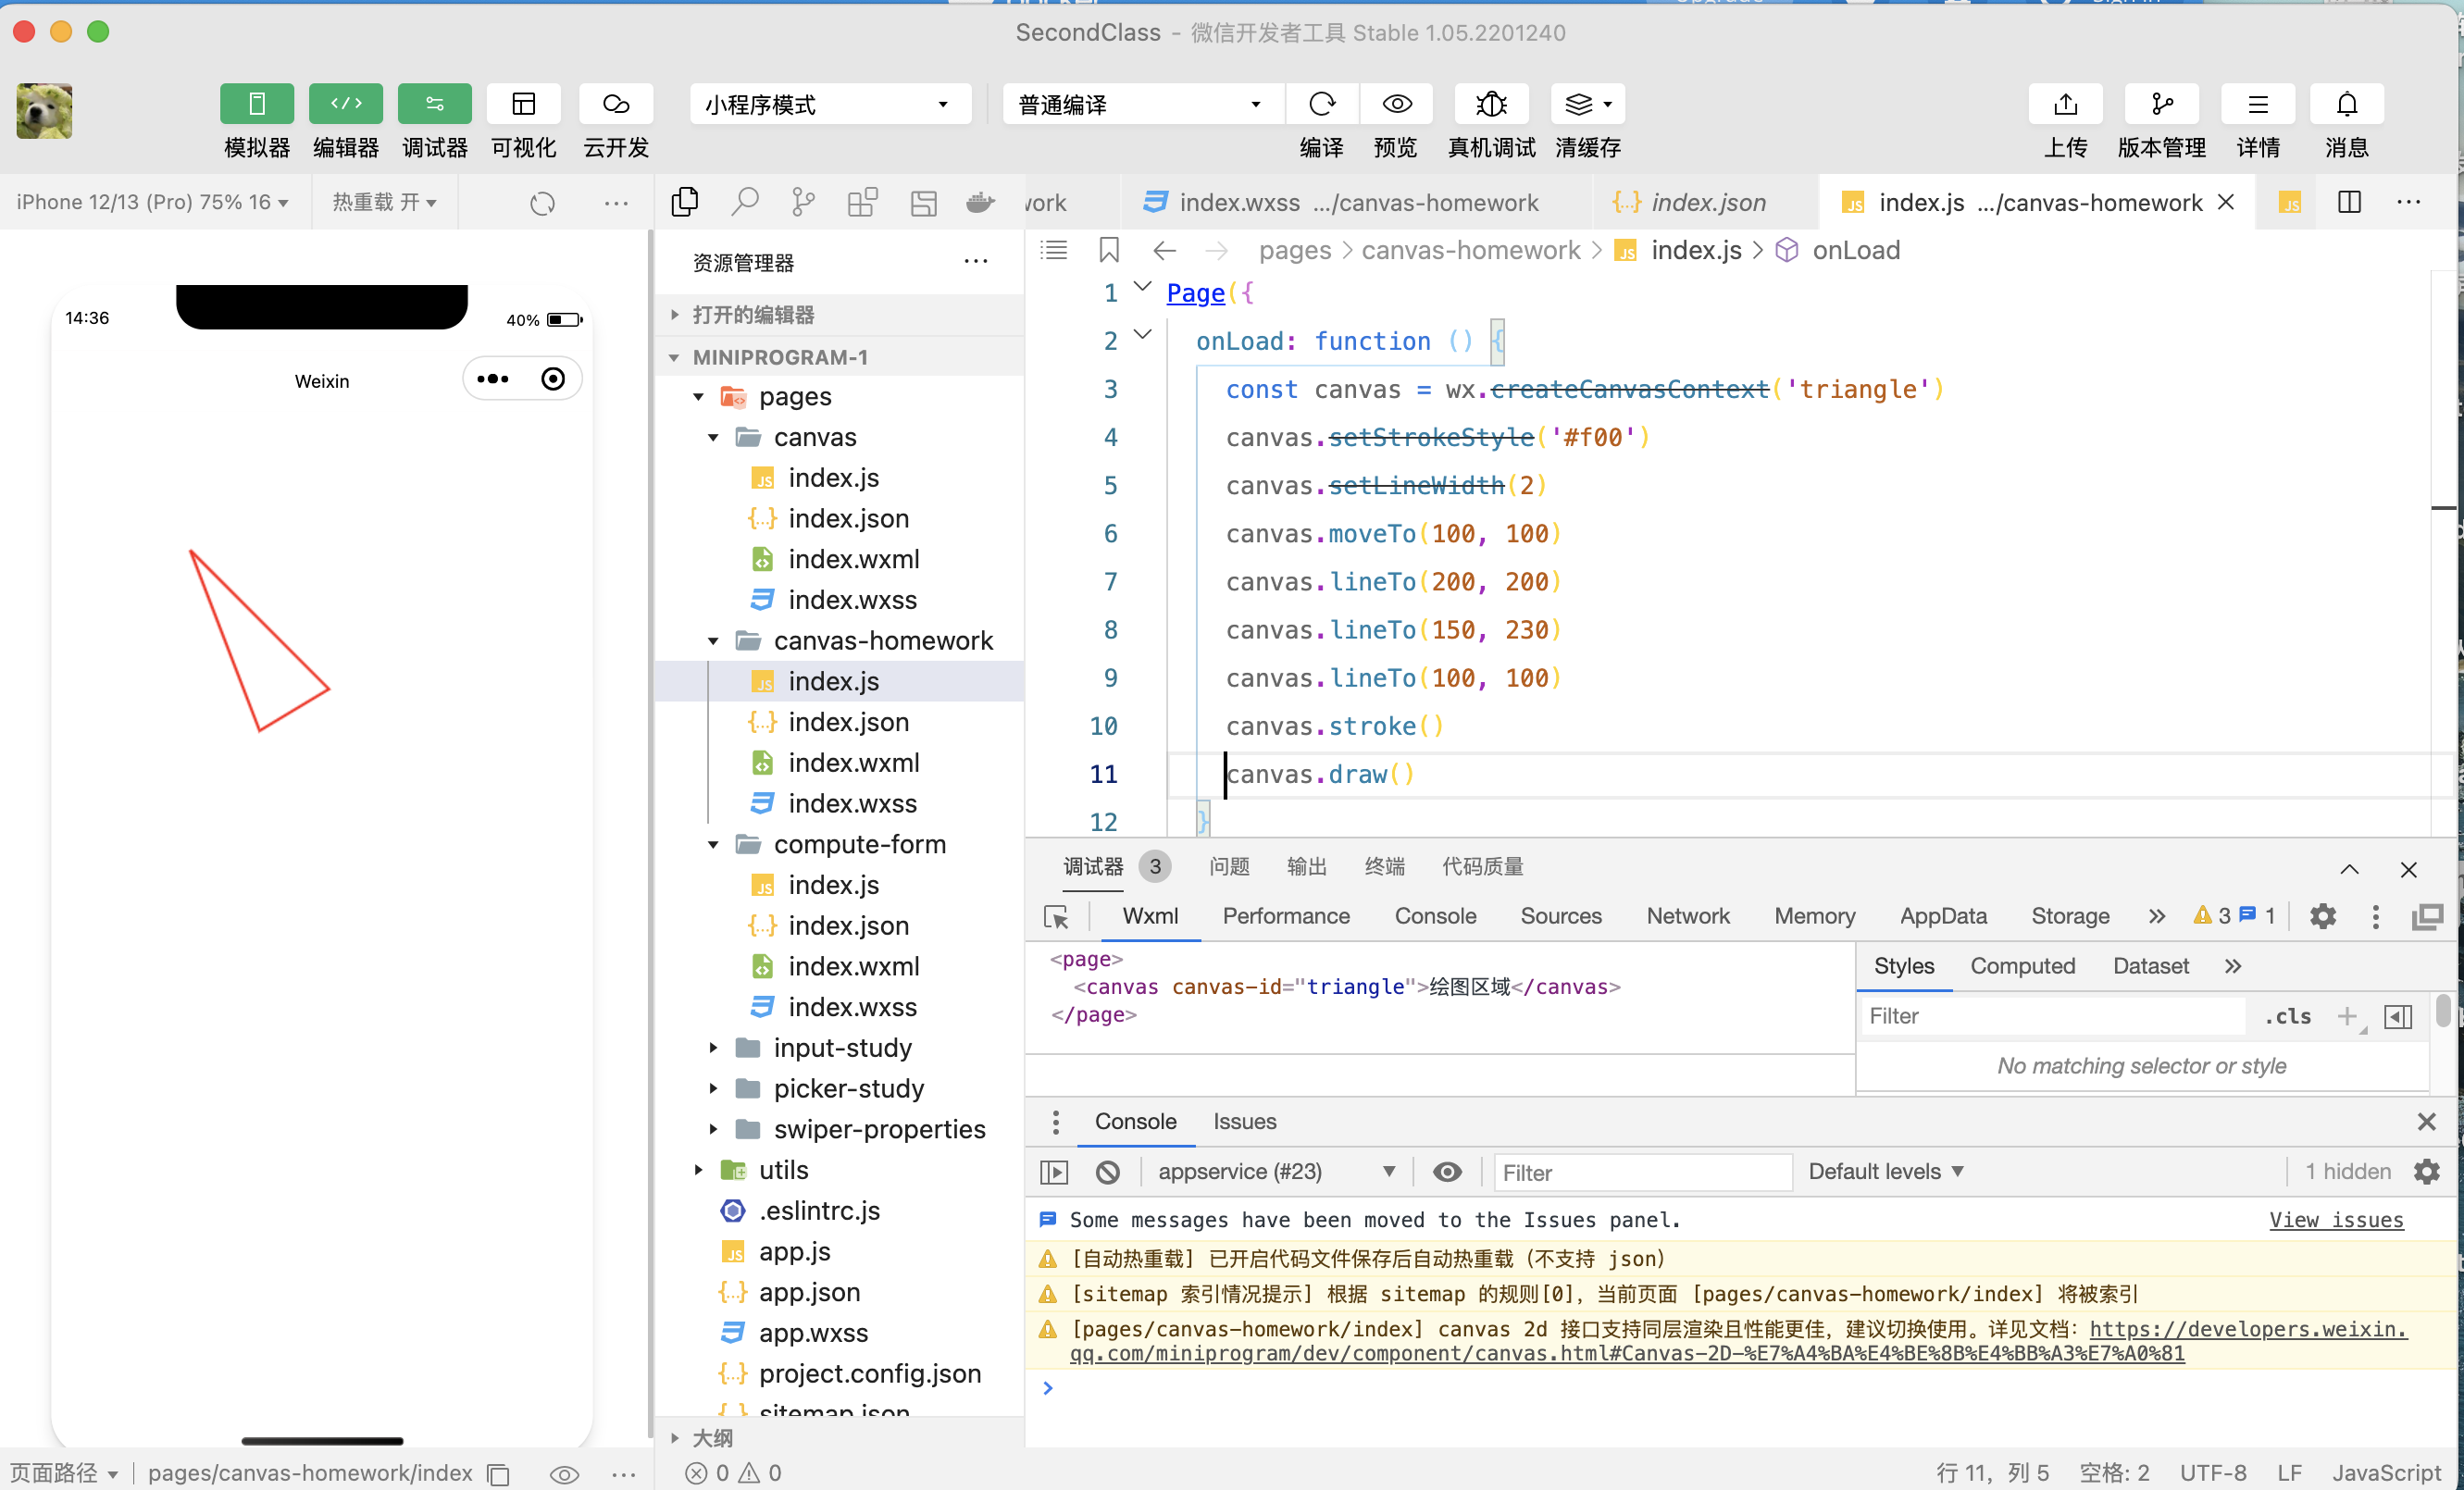 SecondClass - 微信开发者工具 Stable 1.05.2201240
模拟器
编辑器
调试器
可视化
云开发
小程序模式
普通编译
编译
预览
真机调试
清缓存
上传
版本管理
详情
消息
iPhone 12/13 (Pro) 75% 16
热重载 开
14:36
40%
Weixin
页面路径
pages/canvas-homework/index
资源管理器
打开的编辑器
MINIPROGRAM-1
pages
canvas
index.js
index.json
index.wxml
index.wxss
canvas-homework
index.js
index.json
index.wxml
index.wxss
compute-form
index.js
index.json
index.wxml
index.wxss
input-study
picker-study
swiper-properties
utils
.eslintrc.js
app.js
app.json
app.wxss
project.config.json
sitemap.json
大纲
0
0
index.wxss .../canvas-homework
index.json
index.js .../canvas-homework
pages > canvas-homework > index.js > onLoad
1 Page({
2 onLoad: function () {
3 const canvas = wx.createCanvasContext('triangle')
4 canvas.setStrokeStyle('#f00')
5 canvas.setLineWidth(2)
6 canvas.moveTo(100, 100)
7 canvas.lineTo(200, 200)
8 canvas.lineTo(150, 230)
9 canvas.lineTo(100, 100)
10 canvas.stroke()
11 canvas.draw()
12 }
调试器 3 问题 输出 终端 代码质量
Wxml Performance Console Sources Network Memory AppData Storage 3 1
<page>
<canvas canvas-id="triangle">绘图区域</canvas>
</page>
Styles Computed Dataset
Filter .cls
No matching selector or style
Console Issues
appservice (#23) Filter Default levels 1 hidden
Some messages have been moved to the Issues panel. View issues
[自动热重载] 已开启代码文件保存后自动热重载（不支持 json）
[sitemap 索引情况提示] 根据 sitemap 的规则[0]，当前页面 [pages/canvas-homework/index] 将被索引
[pages/canvas-homework/index] canvas 2d 接口支持同层渲染且性能更佳，建议切换使用。详见文档：https://developers.weixin.
qq.com/miniprogram/dev/component/canvas.html#Canvas-2D-%E7%A4%BA%E4%BE%8B%E4%BB%A3%E7%A0%81
行 11，列 5 空格: 2 UTF-8 LF JavaScript